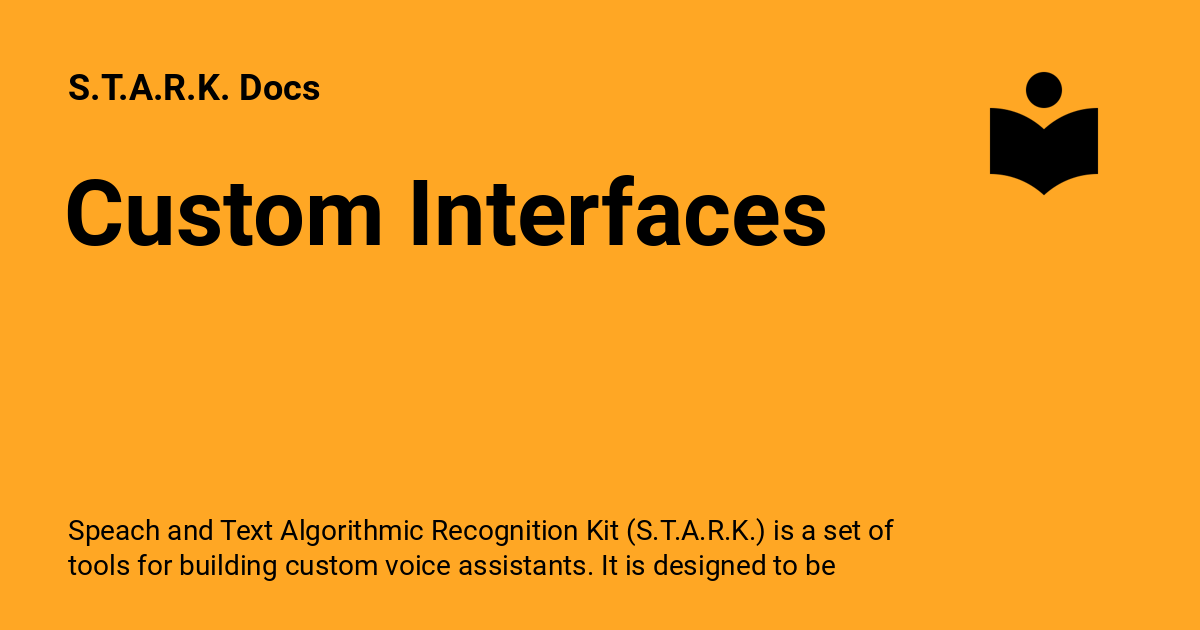 S.T.A.R.K. Docs
Custom Interfaces
Speach and Text Algorithmic Recognition Kit (S.T.A.R.K.) is a set of
tools for building custom voice assistants. It is designed to be